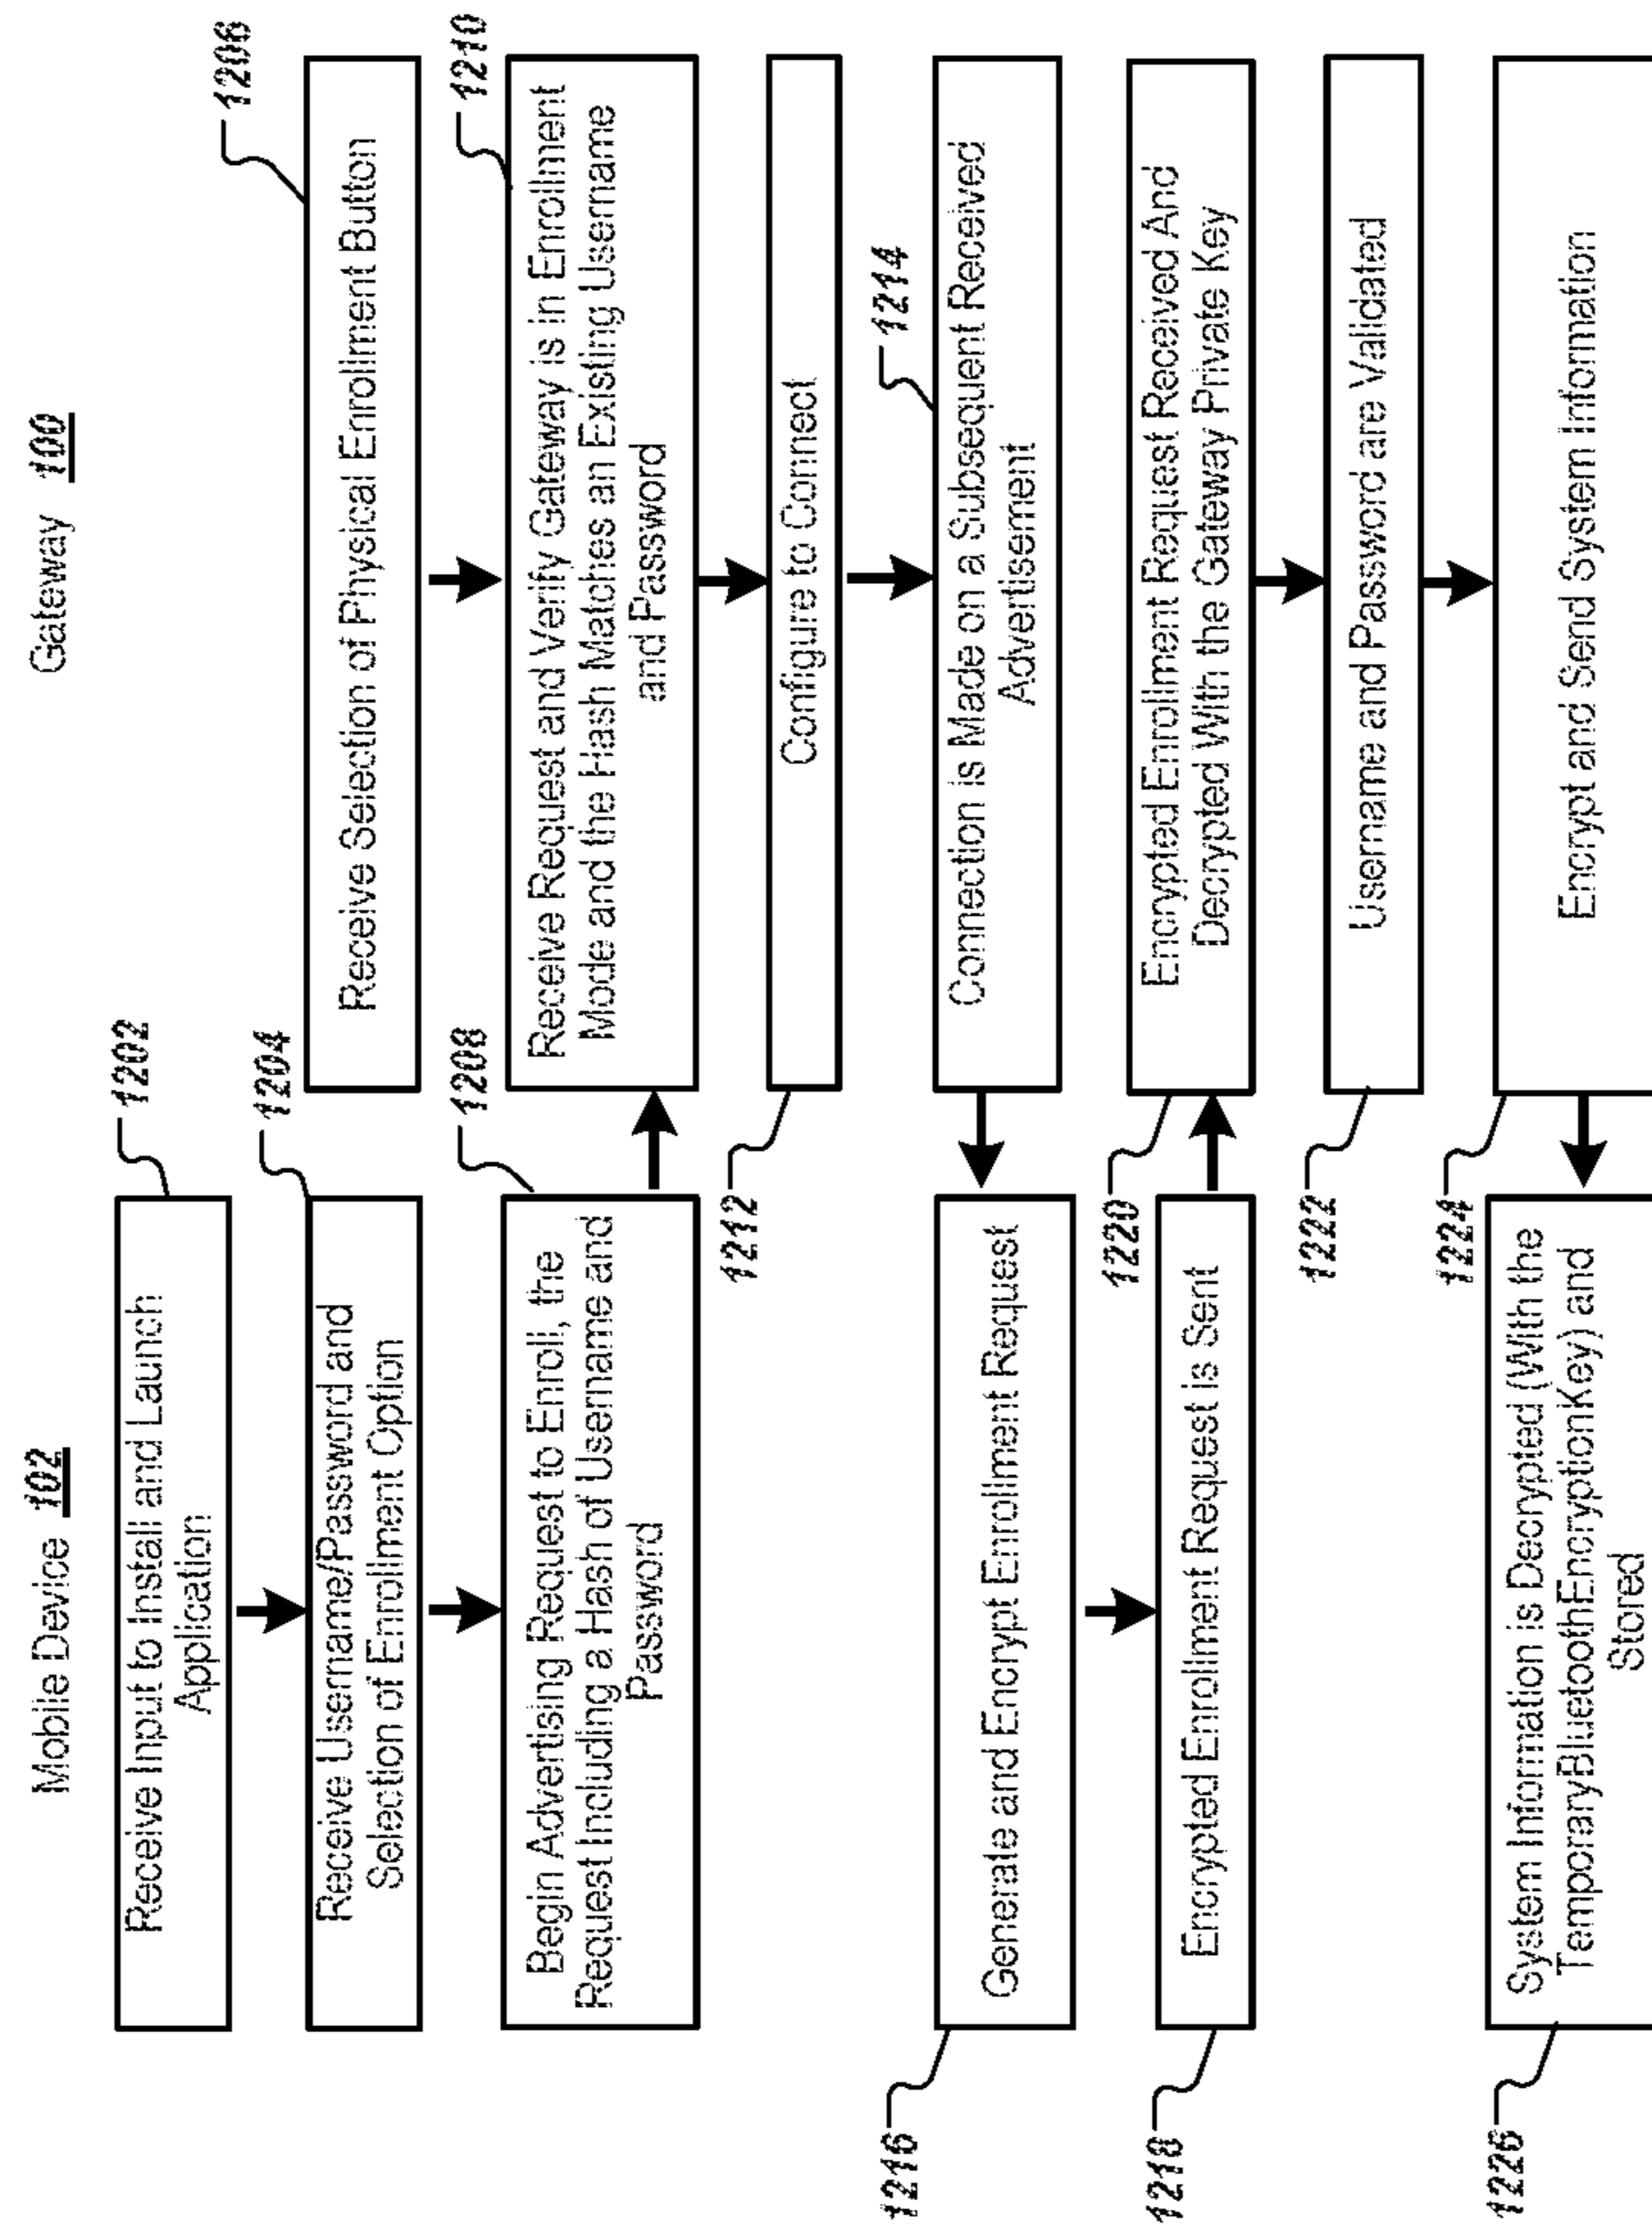 Mobile Device 102
Gateway 100
1202
Receive Input to Install and Launch
Application
1204
Receive Username/Password and
Selection of Enrollment Option
1206
Receive Selection of Physical Enrollment Button
1208
Begin Advertising Request to Enroll, the
Request Including a Hash of Username and
Password
1210
Receive Request and Verify Gateway is in Enrollment
Mode and the Hash Matches an Existing Username
and Password
1212
Configure to Connect
1214
Connection is Made on a Subsequent Received
Advertisement
1216
Generate and Encrypt Enrollment Request
1218
Encrypted Enrollment Request is Sent
1220
Encrypted Enrollment Request Received And
Decrypted With the Gateway Private Key
1222
Username and Password are Validated
1224
Encrypt and Send System Information
1226
System Information is Decrypted (With the
TemporaryBluetoothEncryptionKey) and
Stored